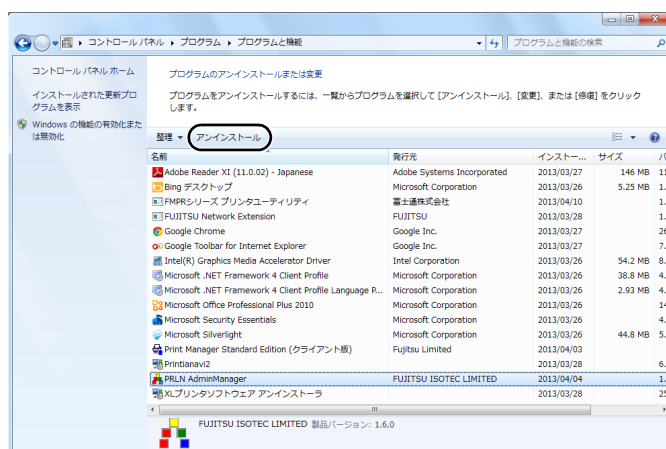 コントロール パネル ▸ プログラム ▸ プログラムと機能
プログラムと機能の検索
コントロール パネル ホーム
インストールされた更新プロ
グラムを表示
Windows の機能の有効化また
は無効化
プログラムのアンインストールまたは変更
プログラムをアンインストールするには、一覧からプログラムを選択して [アンインストール]、[変更]、または [修復] をクリック
します。
整理 アンインストール
名前 発行元 インストー... サイズ バ
Adobe Reader XI (11.0.02) - Japanese Adobe Systems Incorporated 2013/03/27 146 MB 11
Bing デスクトップ Microsoft Corporation 2013/03/26 5.25 MB 1.
FMPRシリーズ プリンタユーティリティ 富士通株式会社 2013/04/10 1.
FUJITSU Network Extension FUJITSU 2013/03/28 1.
Google Chrome Google Inc. 2013/03/27 26
Google Toolbar for Internet Explorer Google Inc. 2013/03/27 7.
Intel(R) Graphics Media Accelerator Driver Intel Corporation 2013/03/26 54.2 MB 8.
Microsoft .NET Framework 4 Client Profile Microsoft Corporation 2013/03/26 38.8 MB 4.
Microsoft .NET Framework 4 Client Profile Language P... Microsoft Corporation 2013/03/26 2.93 MB 4.
Microsoft Office Professional Plus 2010 Microsoft Corporation 2013/03/26 14
Microsoft Security Essentials Microsoft Corporation 2013/03/26 4.
Microsoft Silverlight Microsoft Corporation 2013/03/26 44.8 MB 5.
Print Manager Standard Edition (クライアント版) Fujitsu Limited 2013/04/03
Printianavi2 2013/03/28 6.
PRLN AdminManager FUJITSU ISOTEC LIMITED 2013/04/04 1.
XLプリンタソフトウェア アンインストーラ 2013/03/28 25
FUJITSU ISOTEC LIMITED 製品バージョン: 1.6.0